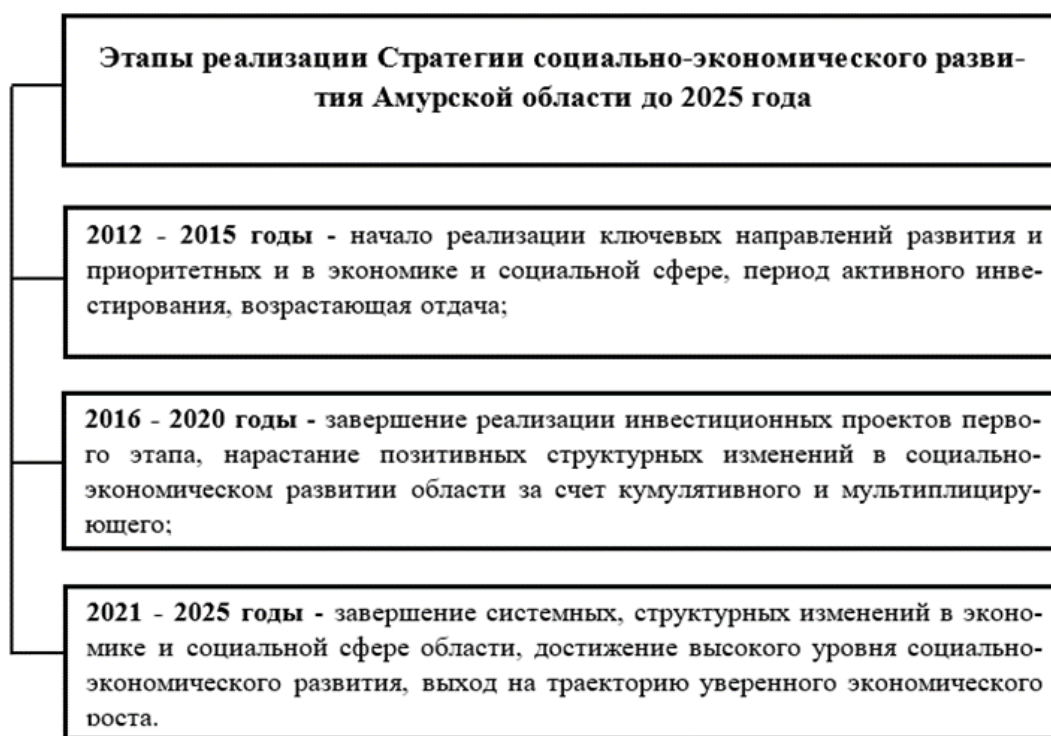 Этапы реализации Стратегии социально-экономического разви-
тия Амурской области до 2025 года
2012 - 2015 годы - начало реализации ключевых направлений развития и
приоритетных и в экономике и социальной сфере, период активного инве-
стирования, возрастающая отдача;
2016 - 2020 годы - завершение реализации инвестиционных проектов перво-
го этапа, нарастание позитивных структурных изменений в социально-
экономическом развитии области за счет кумулятивного и мультиплициру-
ющего;
2021 - 2025 годы - завершение системных, структурных изменений в эконо-
мике и социальной сфере области, достижение высокого уровня социально-
экономического развития, выход на траекторию уверенного экономического
роста.